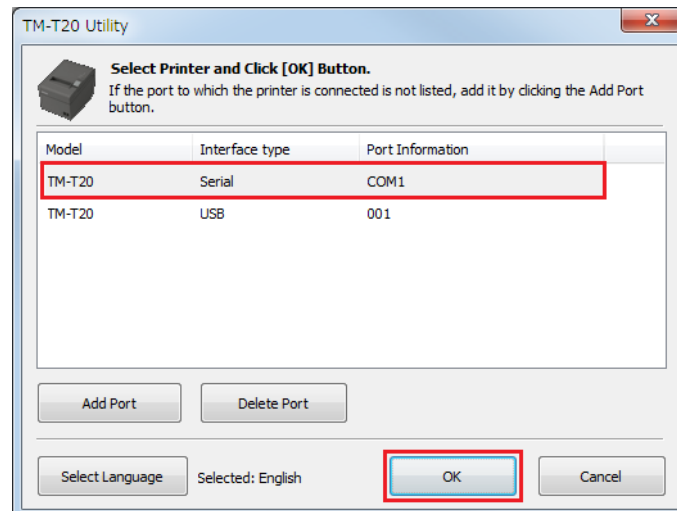 TM-T20 Utility
Select Printer and Click [OK] Button.
If the port to which the printer is connected is not listed, add it by clicking the Add Port
button.
Model Interface type Port Information
TM-T20 Serial COM1
TM-T20 USB 001
Add Port Delete Port
Select Language Selected: English OK Cancel